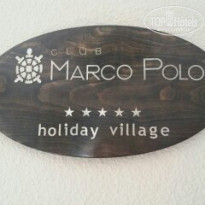 CLUB
MARCO POLO
★★★★★
holiday village